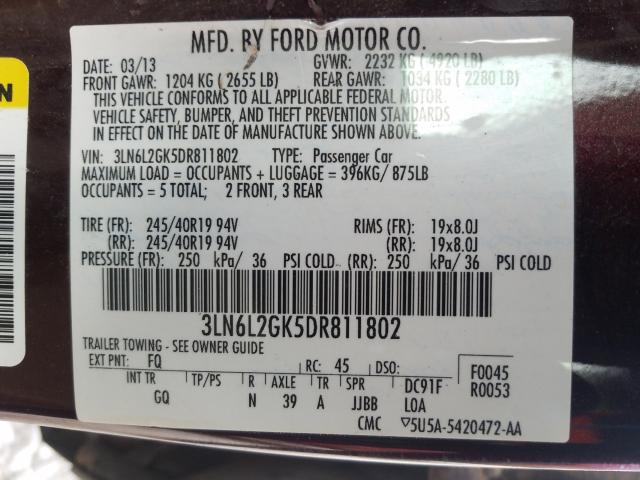 MFD. BY FORD MOTOR CO.
DATE: 03/13 GVWR: 2232 KG ( 4920 LB)
FRONT GAWR: 1204 KG ( 2655 LB) REAR GAWR: 1034 KG ( 2280 LB)
THIS VEHICLE CONFORMS TO ALL APPLICABLE FEDERAL MOTOR
VEHICLE SAFETY, BUMPER, AND THEFT PREVENTION STANDARDS
IN EFFECT ON THE DATE OF MANUFACTURE SHOWN ABOVE.
VIN: 3LN6L2GK5DR811802 TYPE: Passenger Car
MAXIMUM LOAD = OCCUPANTS + LUGGAGE = 396KG/ 875LB
OCCUPANTS = 5 TOTAL; 2 FRONT, 3 REAR
TIRE (FR): 245/40R19 94V RIMS (FR): 19x8.0J
(RR): 245/40R19 94V (RR): 19x8.0J
PRESSURE (FR): 250 kPa/ 36 PSI COLD (RR): 250 kPa/ 36 PSI COLD
3LN6L2GK5DR811802
TRAILER TOWING - SEE OWNER GUIDE
EXT PNT: FQ RC: 45 DSO: F0045
INT TR TP/PS R AXLE TR SPR DC91F R0053
GQ N 39 A JJBB LOA
CMC ▽5U5A-5420472-AA